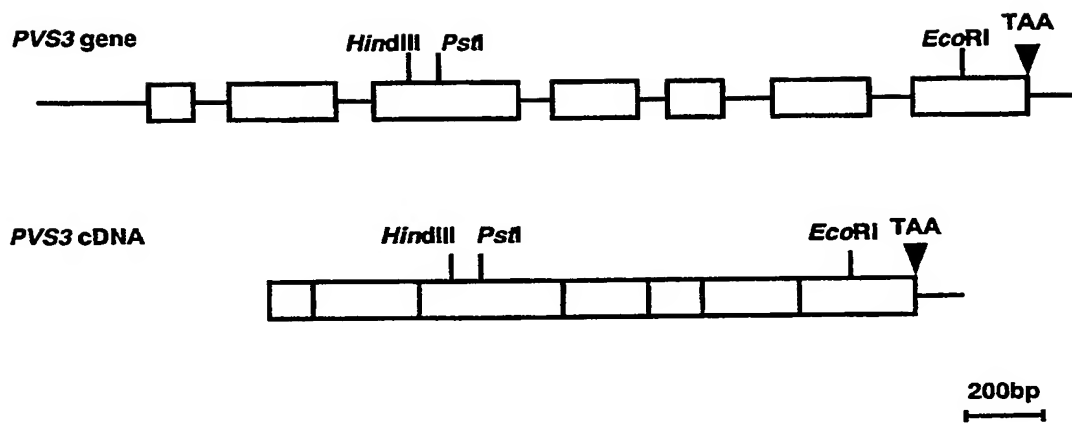 TAA
PVS3 gene HindIII PstI EcoRI
PVS3 cDNA HindIII PstI EcoRI TAA
200bp